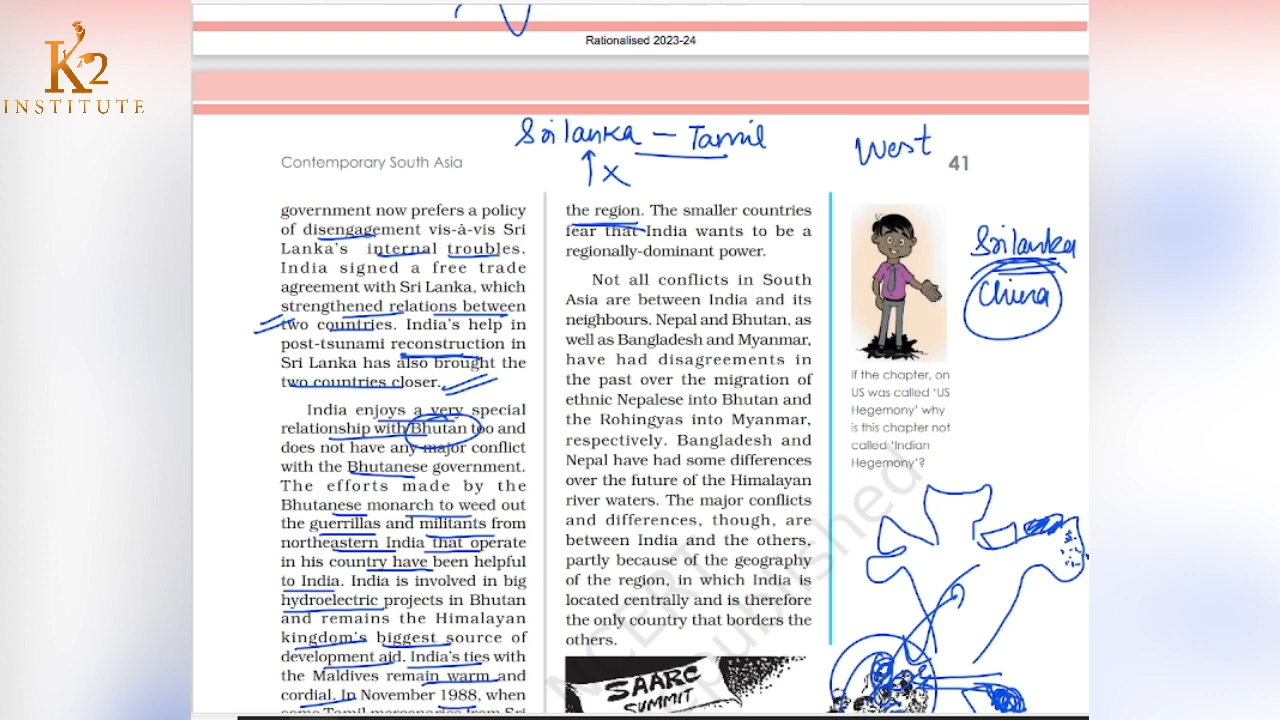 K2
INSTITUTE
Rationalised 2023-24
Sri lanka – Tamil
x
West
Contemporary South Asia
41
government now prefers a policy
of disengagement vis-à-vis Sri
Lanka's internal troubles.
India signed a free trade
agreement with Sri Lanka, which
strengthened relations between
two countries. India's help in
post-tsunami reconstruction in
Sri Lanka has also brought the
two countries closer.
India enjoys a very special
relationship with Bhutan too and
does not have any major conflict
with the Bhutanese government.
The efforts made by the
Bhutanese monarch to weed out
the guerrillas and militants from
northeastern India that operate
in his country have been helpful
to India. India is involved in big
hydroelectric projects in Bhutan
and remains the Himalayan
kingdom's biggest source of
development aid. India's ties with
the Maldives remain warm and
cordial. In November 1988, when
some Tamil mercenaries from Sri
the region. The smaller countries
fear that India wants to be a
regionally-dominant power.
Not all conflicts in South
Asia are between India and its
neighbours. Nepal and Bhutan, as
well as Bangladesh and Myanmar,
have had disagreements in
the past over the migration of
ethnic Nepalese into Bhutan and
the Rohingyas into Myanmar,
respectively. Bangladesh and
Nepal have had some differences
over the future of the Himalayan
river waters. The major conflicts
and differences, though, are
between India and the others,
partly because of the geography
of the region, in which India is
located centrally and is therefore
the only country that borders the
others.
SAARC
SUMMIT
Sri lanka
China
If the chapter, on
US was called 'US
Hegemony' why
is this chapter not
called 'Indian
Hegemony'?
NCERT
published